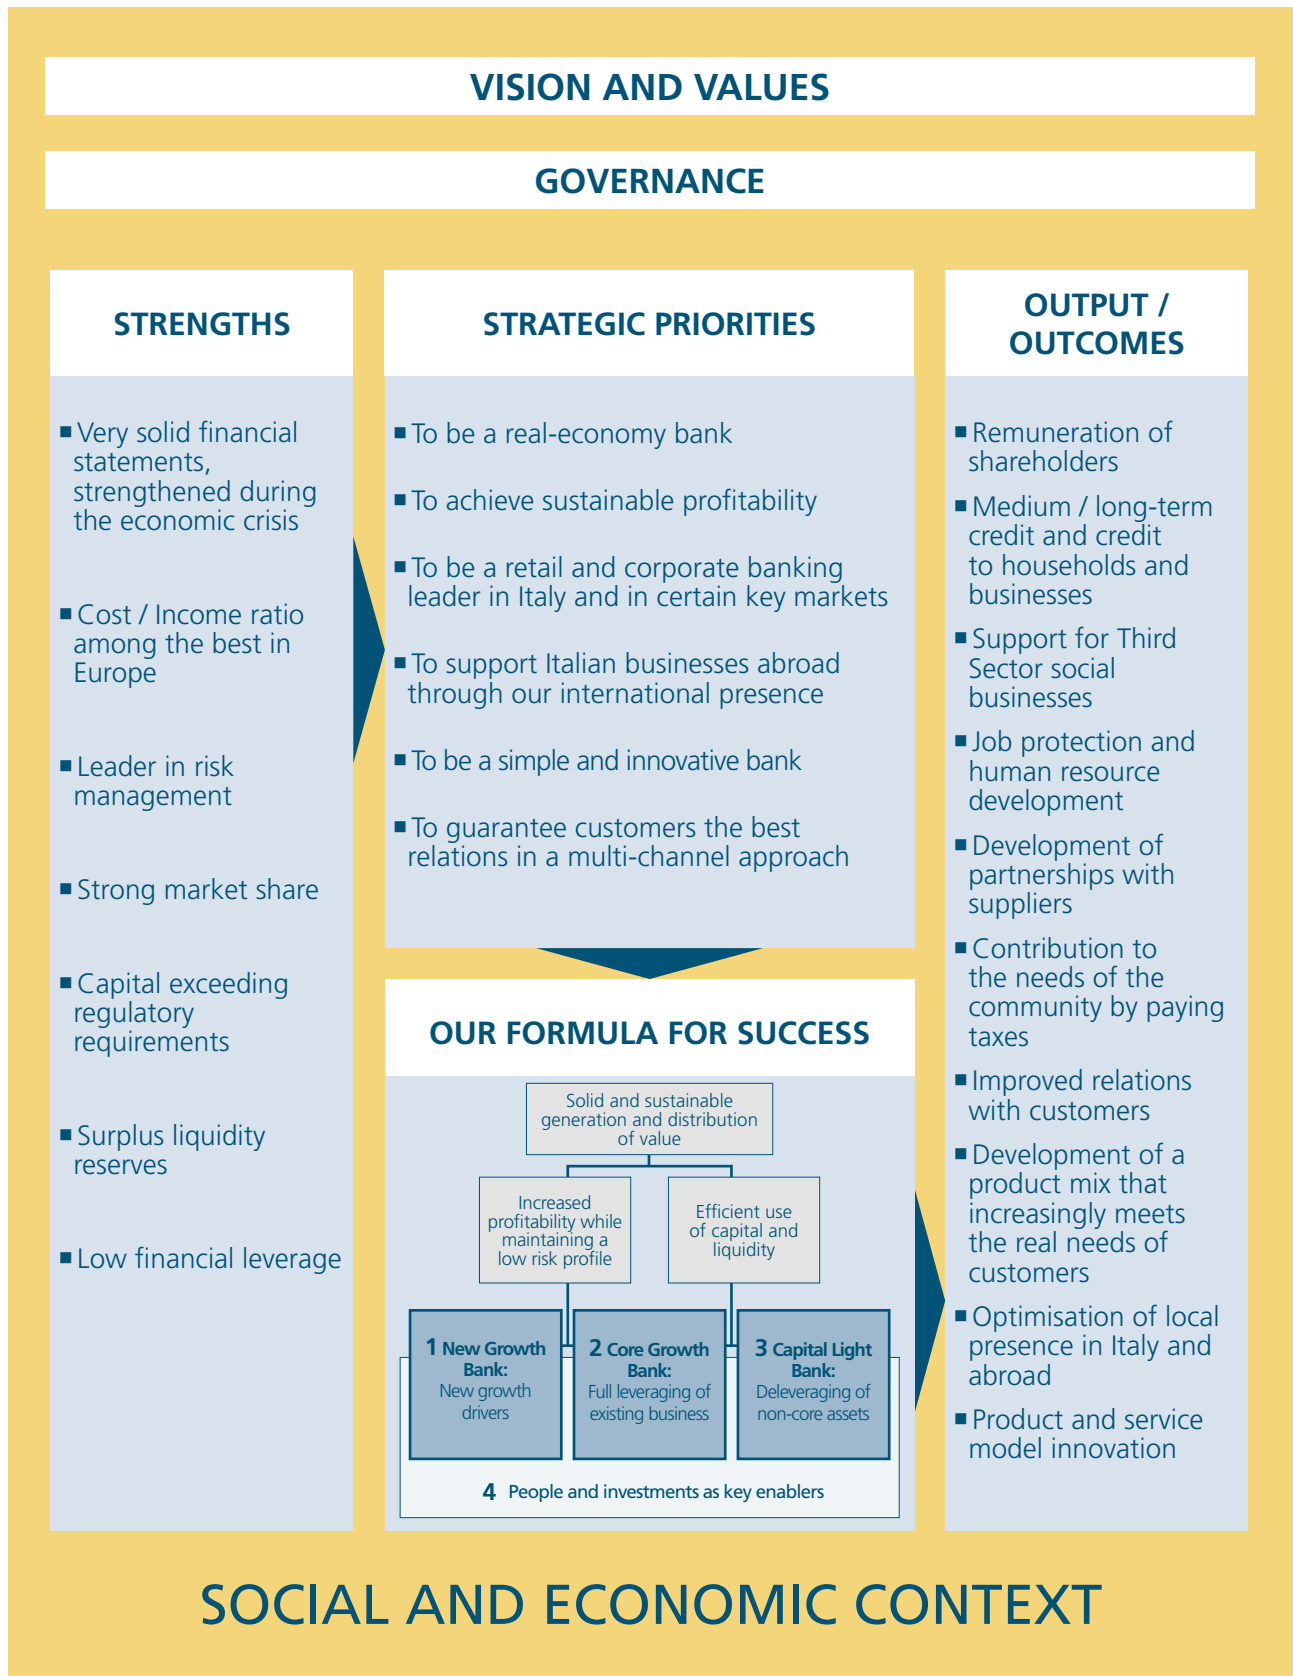 VISION AND VALUES
GOVERNANCE
STRENGTHS
■ Very solid financial
statements,
strengthened during
the economic crisis
■ Cost / Income ratio
among the best in
Europe
■ Leader in risk
management
■ Strong market share
■ Capital exceeding
regulatory
requirements
■ Surplus liquidity
reserves
■ Low financial leverage
STRATEGIC PRIORITIES
■ To be a real-economy bank
■ To achieve sustainable profitability
■ To be a retail and corporate banking
leader in Italy and in certain key markets
■ To support Italian businesses abroad
through our international presence
■ To be a simple and innovative bank
■ To guarantee customers the best
relations in a multi-channel approach
OUR FORMULA FOR SUCCESS
Solid and sustainable
generation and distribution
of value
Increased
profitability while
maintaining a
low risk profile
Efficient use
of capital and
liquidity
1 New Growth
Bank:
New growth
drivers
2 Core Growth
Bank:
Full leveraging of
existing business
3 Capital Light
Bank:
Deleveraging of
non-core assets
4 People and investments as key enablers
OUTPUT /
OUTCOMES
■ Remuneration of
shareholders
■ Medium / long-term
credit and credit
to households and
businesses
■ Support for Third
Sector social
businesses
■ Job protection and
human resource
development
■ Development of
partnerships with
suppliers
■ Contribution to
the needs of the
community by paying
taxes
■ Improved relations
with customers
■ Development of a
product mix that
increasingly meets
the real needs of
customers
■ Optimisation of local
presence in Italy and
abroad
■ Product and service
model innovation
SOCIAL AND ECONOMIC CONTEXT